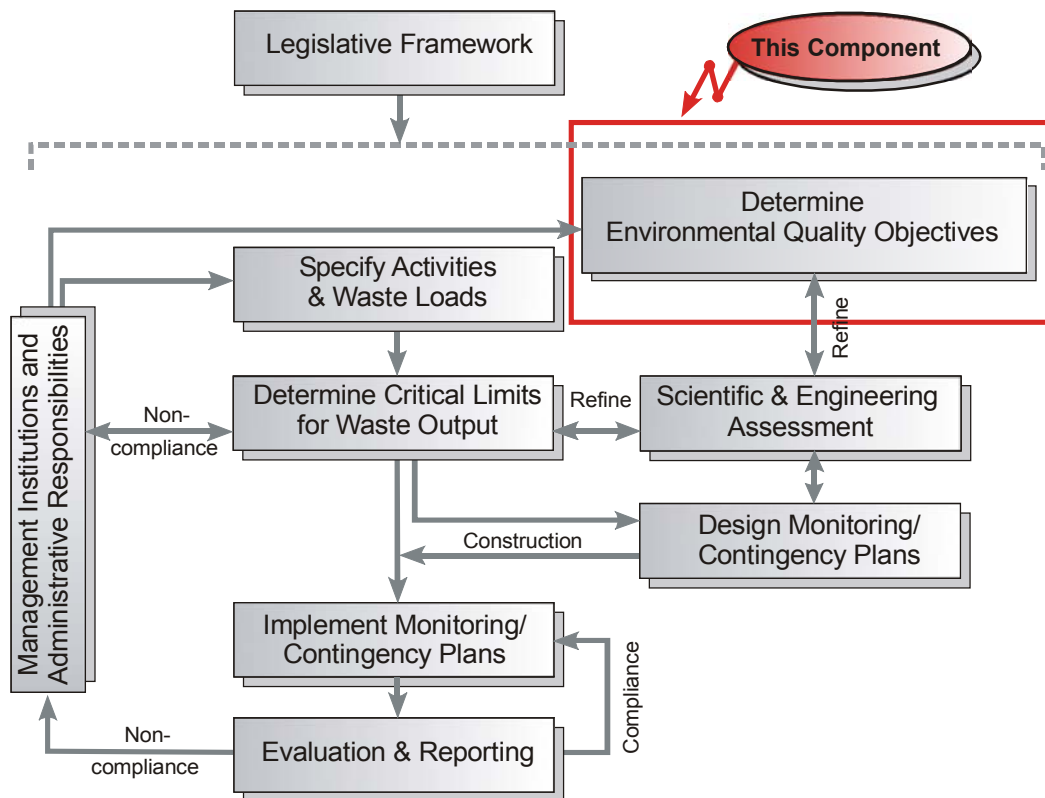 Legislative Framework
This Component
Determine
Environmental Quality Objectives
Specify Activities
& Waste Loads
Refine
Management Institutions and
Administrative Responsibilities
Non-
compliance
Determine Critical Limits
for Waste Output
Refine
Scientific & Engineering
Assessment
Construction
Design Monitoring/
Contingency Plans
Implement Monitoring/
Contingency Plans
Compliance
Non-
compliance
Evaluation & Reporting